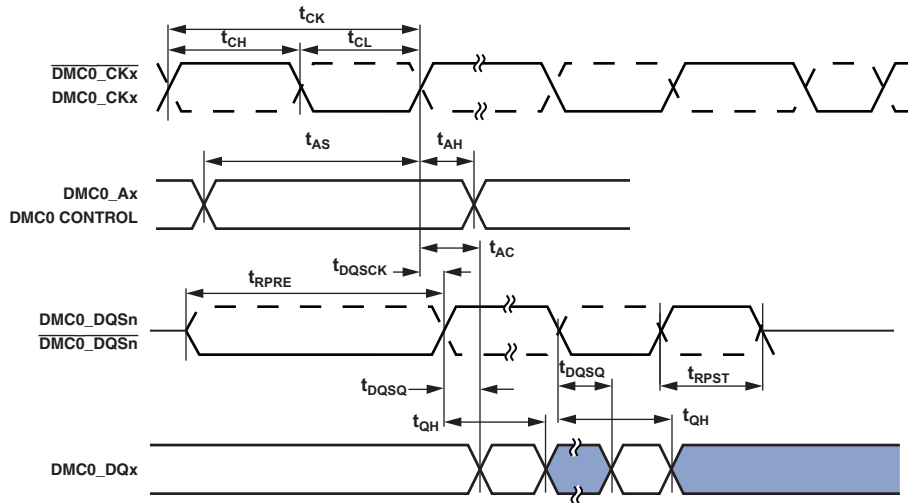 tCK
tCH
tCL
DMC0_CKx
DMC0_CKx
tAS
tAH
DMC0_Ax
DMC0 CONTROL
tAC
tDQSCK
tRPRE
DMC0_DQSn
DMC0_DQSn
tDQSQ
tDQSQ
tRPST
tQH
tQH
DMC0_DQx